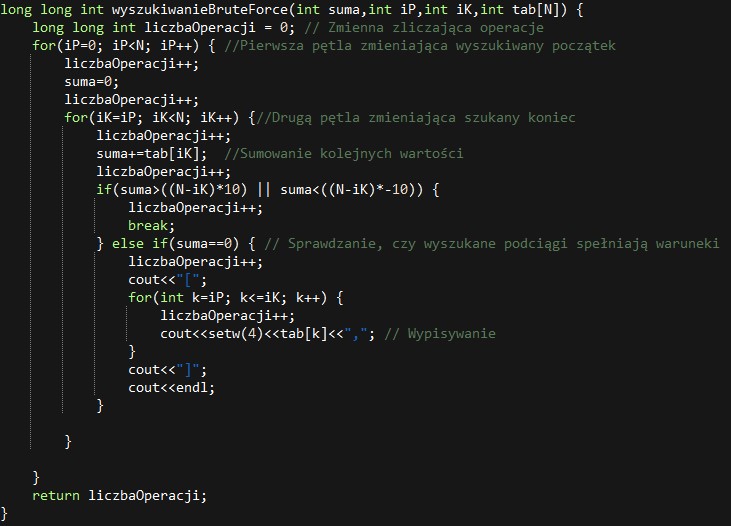 long long int wyszukiwanieBruteForce(int suma,int iP,int iK,int tab[N]) {
    long long int liczbaOperacji = 0; // Zmienna zliczająca operacje
    for(iP=0; iP<N; iP++) { //Pierwsza pętla zmieniająca wyszukiwany początek
        liczbaOperacji++;
        suma=0;
        liczbaOperacji++;
        for(iK=iP; iK<N; iK++) {//Drugą pętla zmieniająca szukany koniec
            liczbaOperacji++;
            suma+=tab[iK];  //Sumowanie kolejnych wartości
            liczbaOperacji++;
            if(suma>((N-iK)*10) || suma<((N-iK)*-10)) {
                liczbaOperacji++;
                break;
            } else if(suma==0) { // Sprawdzanie, czy wyszukane podciągi spełniają waruneki
                liczbaOperacji++;
                cout<<"[";
                for(int k=iP; k<=iK; k++) {
                    liczbaOperacji++;
                    cout<<setw(4)<<tab[k]<<","; // Wypisywanie
                }
                cout<<"]";
                cout<<endl;
            }
        }
    }
    return liczbaOperacji;
}